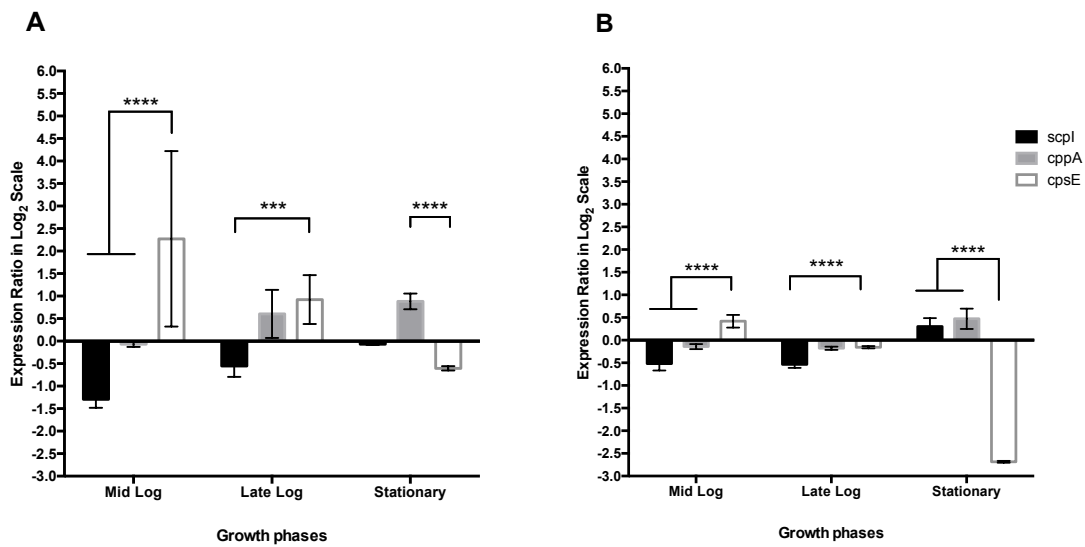 A
Expression Ratio in Log2 Scale
6.0
5.5
5.0
4.5
4.0
3.5
3.0
2.5
2.0
1.5
1.0
0.5
0.0
-0.5
-1.0
-1.5
-2.0
-2.5
-3.0
****
***
****
Mid Log
Late Log
Stationary
Growth phases
B
Expression Ratio in Log2 Scale
6.0
5.5
5.0
4.5
4.0
3.5
3.0
2.5
2.0
1.5
1.0
0.5
0.0
-0.5
-1.0
-1.5
-2.0
-2.5
-3.0
****
****
****
Mid Log
Late Log
Stationary
Growth phases
scpI
cppA
cpsE